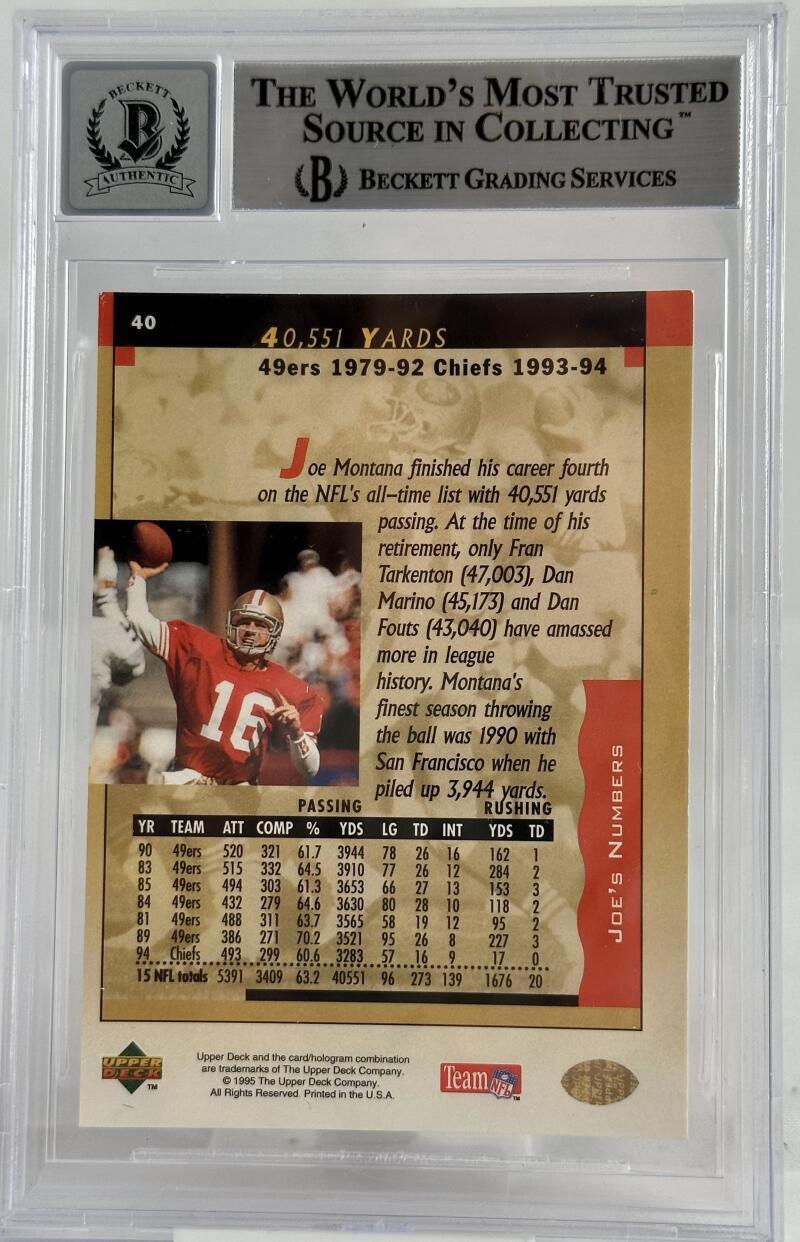 BECKETT
B
AUTHENTIC
THE WORLD'S MOST TRUSTED
SOURCE IN COLLECTING™
B BECKETT GRADING SERVICES
40
40,551 YARDS
49ers 1979-92 Chiefs 1993-94
Joe Montana finished his career fourth
on the NFL's all-time list with 40,551 yards
passing. At the time of his
retirement, only Fran
Tarkenton (47,003), Dan
Marino (45,173) and Dan
Fouts (43,040) have amassed
more in league
history. Montana's
finest season throwing
the ball was 1990 with
San Francisco when he
piled up 3,944 yards.
16
JOE'S NUMBERS
PASSING RUSHING
YR TEAM ATT COMP % YDS LG TD INT YDS TD
90 49ers 520 321 61.7 3944 78 26 16 162 1
83 49ers 515 332 64.5 3910 77 26 12 284 2
85 49ers 494 303 61.3 3653 66 27 13 153 3
84 49ers 432 279 64.6 3630 80 28 10 118 2
81 49ers 488 311 63.7 3565 58 19 12 95 2
89 49ers 386 271 70.2 3521 95 26 8 227 3
94 Chiefs 493 299 60.6 3283 57 16 9 17 0
15 NFL totals 5391 3409 63.2 40551 96 273 139 1676 20
UPPER
DECK
TM
Upper Deck and the card/hologram combination
are trademarks of The Upper Deck Company.
© 1995 The Upper Deck Company.
All Rights Reserved. Printed in the U.S.A.
Team NFL™